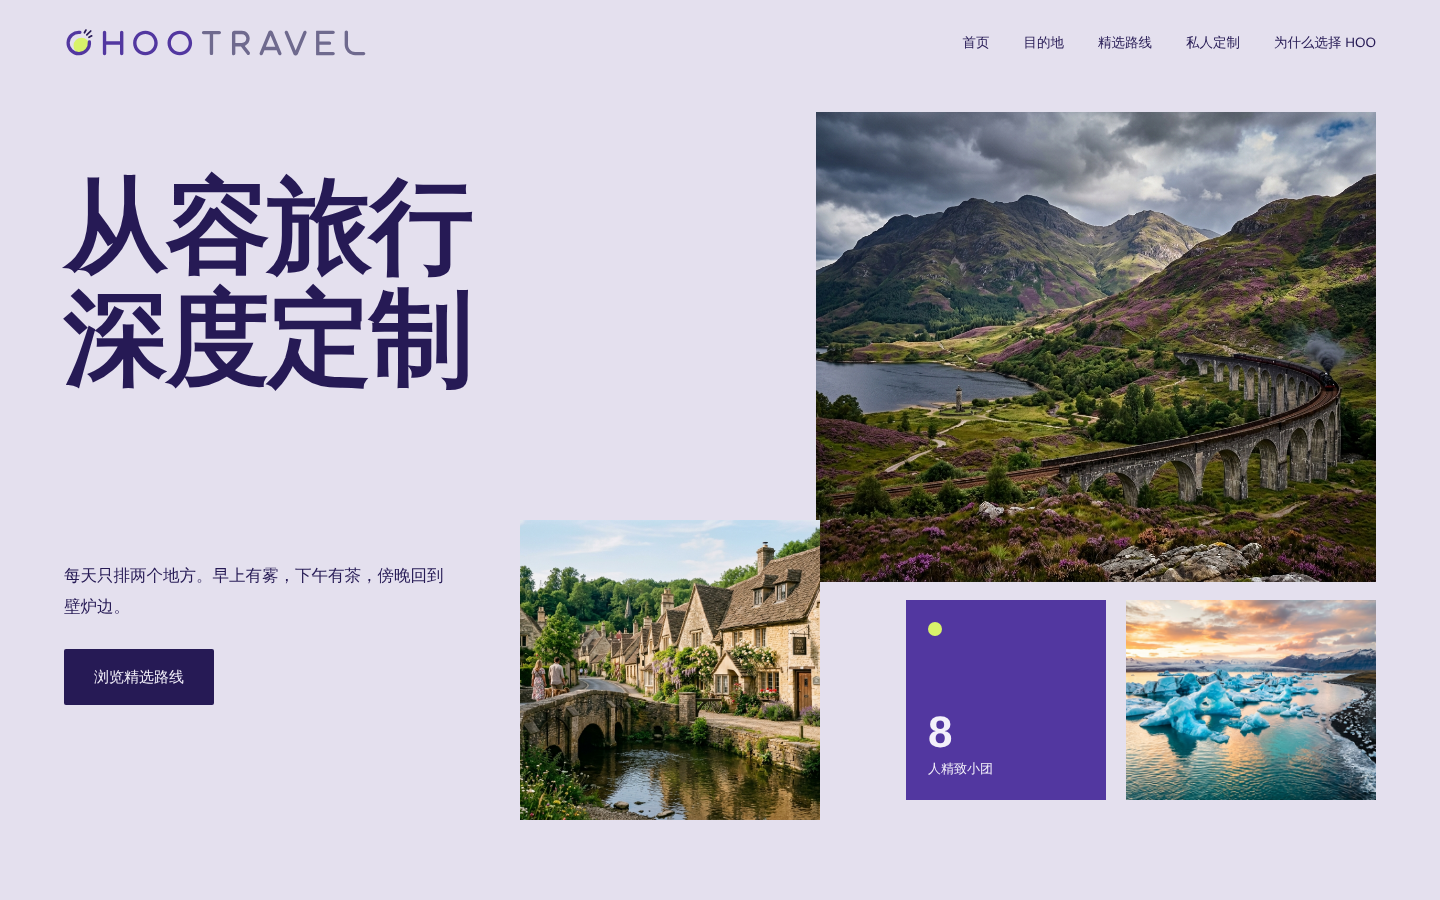 HOOTRAVEL
首页
目的地
精选路线
私人定制
为什么选择 HOO
从容旅行
深度定制
每天只排两个地方。早上有雾，下午有茶，傍晚回到
壁炉边。
浏览精选路线
8
人精致小团